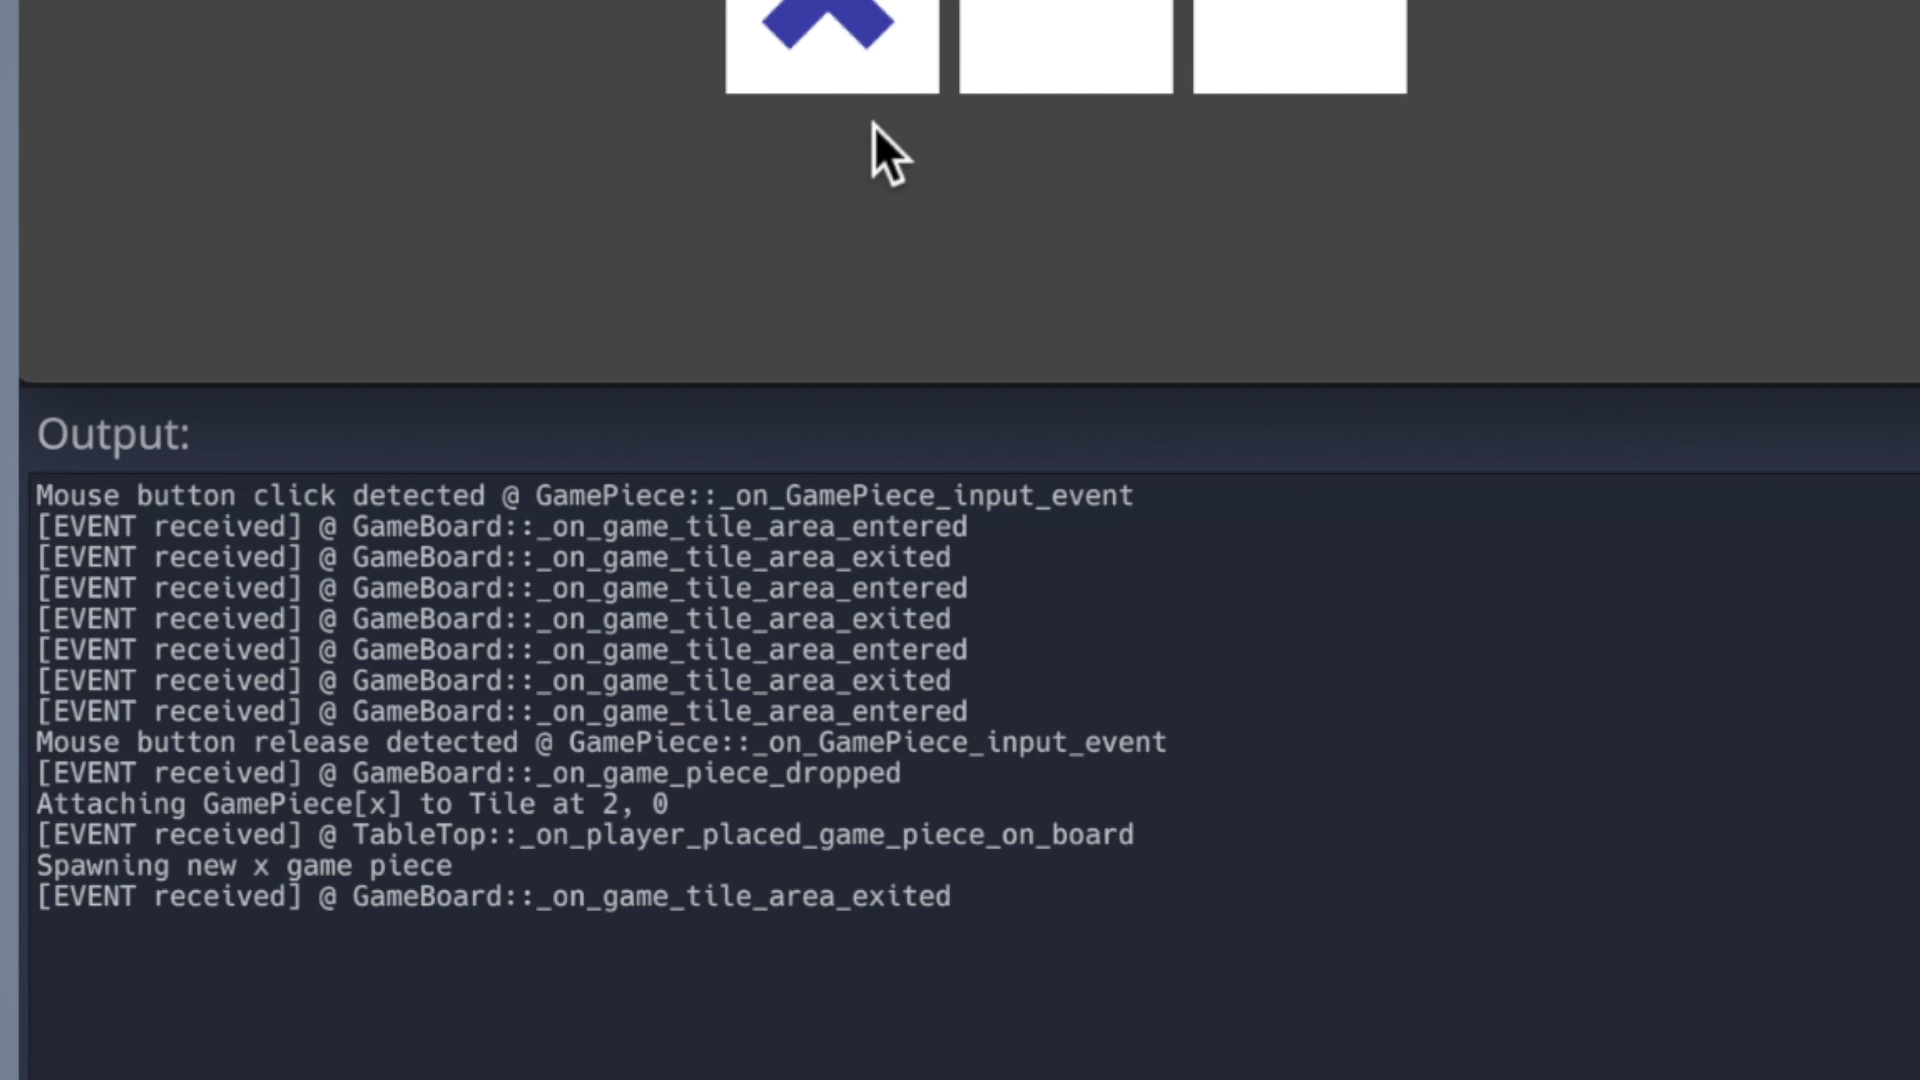 Output:
Mouse button click detected @ GamePiece::_on_GamePiece_input_event
[EVENT received] @ GameBoard::_on_game_tile_area_entered
[EVENT received] @ GameBoard::_on_game_tile_area_exited
[EVENT received] @ GameBoard::_on_game_tile_area_entered
[EVENT received] @ GameBoard::_on_game_tile_area_exited
[EVENT received] @ GameBoard::_on_game_tile_area_entered
[EVENT received] @ GameBoard::_on_game_tile_area_exited
[EVENT received] @ GameBoard::_on_game_tile_area_entered
Mouse button release detected @ GamePiece::_on_GamePiece_input_event
[EVENT received] @ GameBoard::_on_game_piece_dropped
Attaching GamePiece[x] to Tile at 2, 0
[EVENT received] @ TableTop::_on_player_placed_game_piece_on_board
Spawning new x game piece
[EVENT received] @ GameBoard::_on_game_tile_area_exited